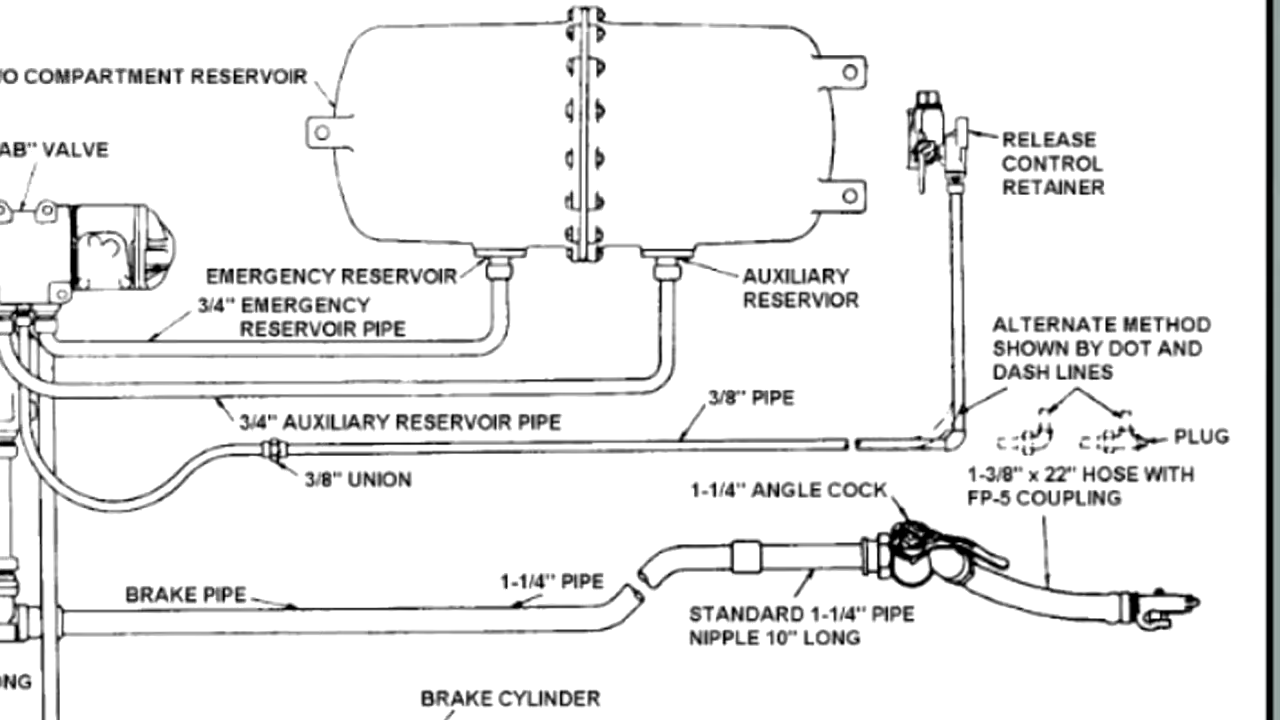 O COMPARTMENT RESERVOIR
AB" VALVE
RELEASE
CONTROL
RETAINER
EMERGENCY RESERVOIR
3/4" EMERGENCY
RESERVOIR PIPE
AUXILIARY
RESERVIOR
ALTERNATE METHOD
SHOWN BY DOT AND
DASH LINES
3/4" AUXILIARY RESERVOIR PIPE
3/8" PIPE
PLUG
3/8" UNION
1-1/4" ANGLE COCK
1-3/8" x 22" HOSE WITH
FP-5 COUPLING
BRAKE PIPE
1-1/4" PIPE
STANDARD 1-1/4" PIPE
NIPPLE 10" LONG
ONG
BRAKE CYLINDER